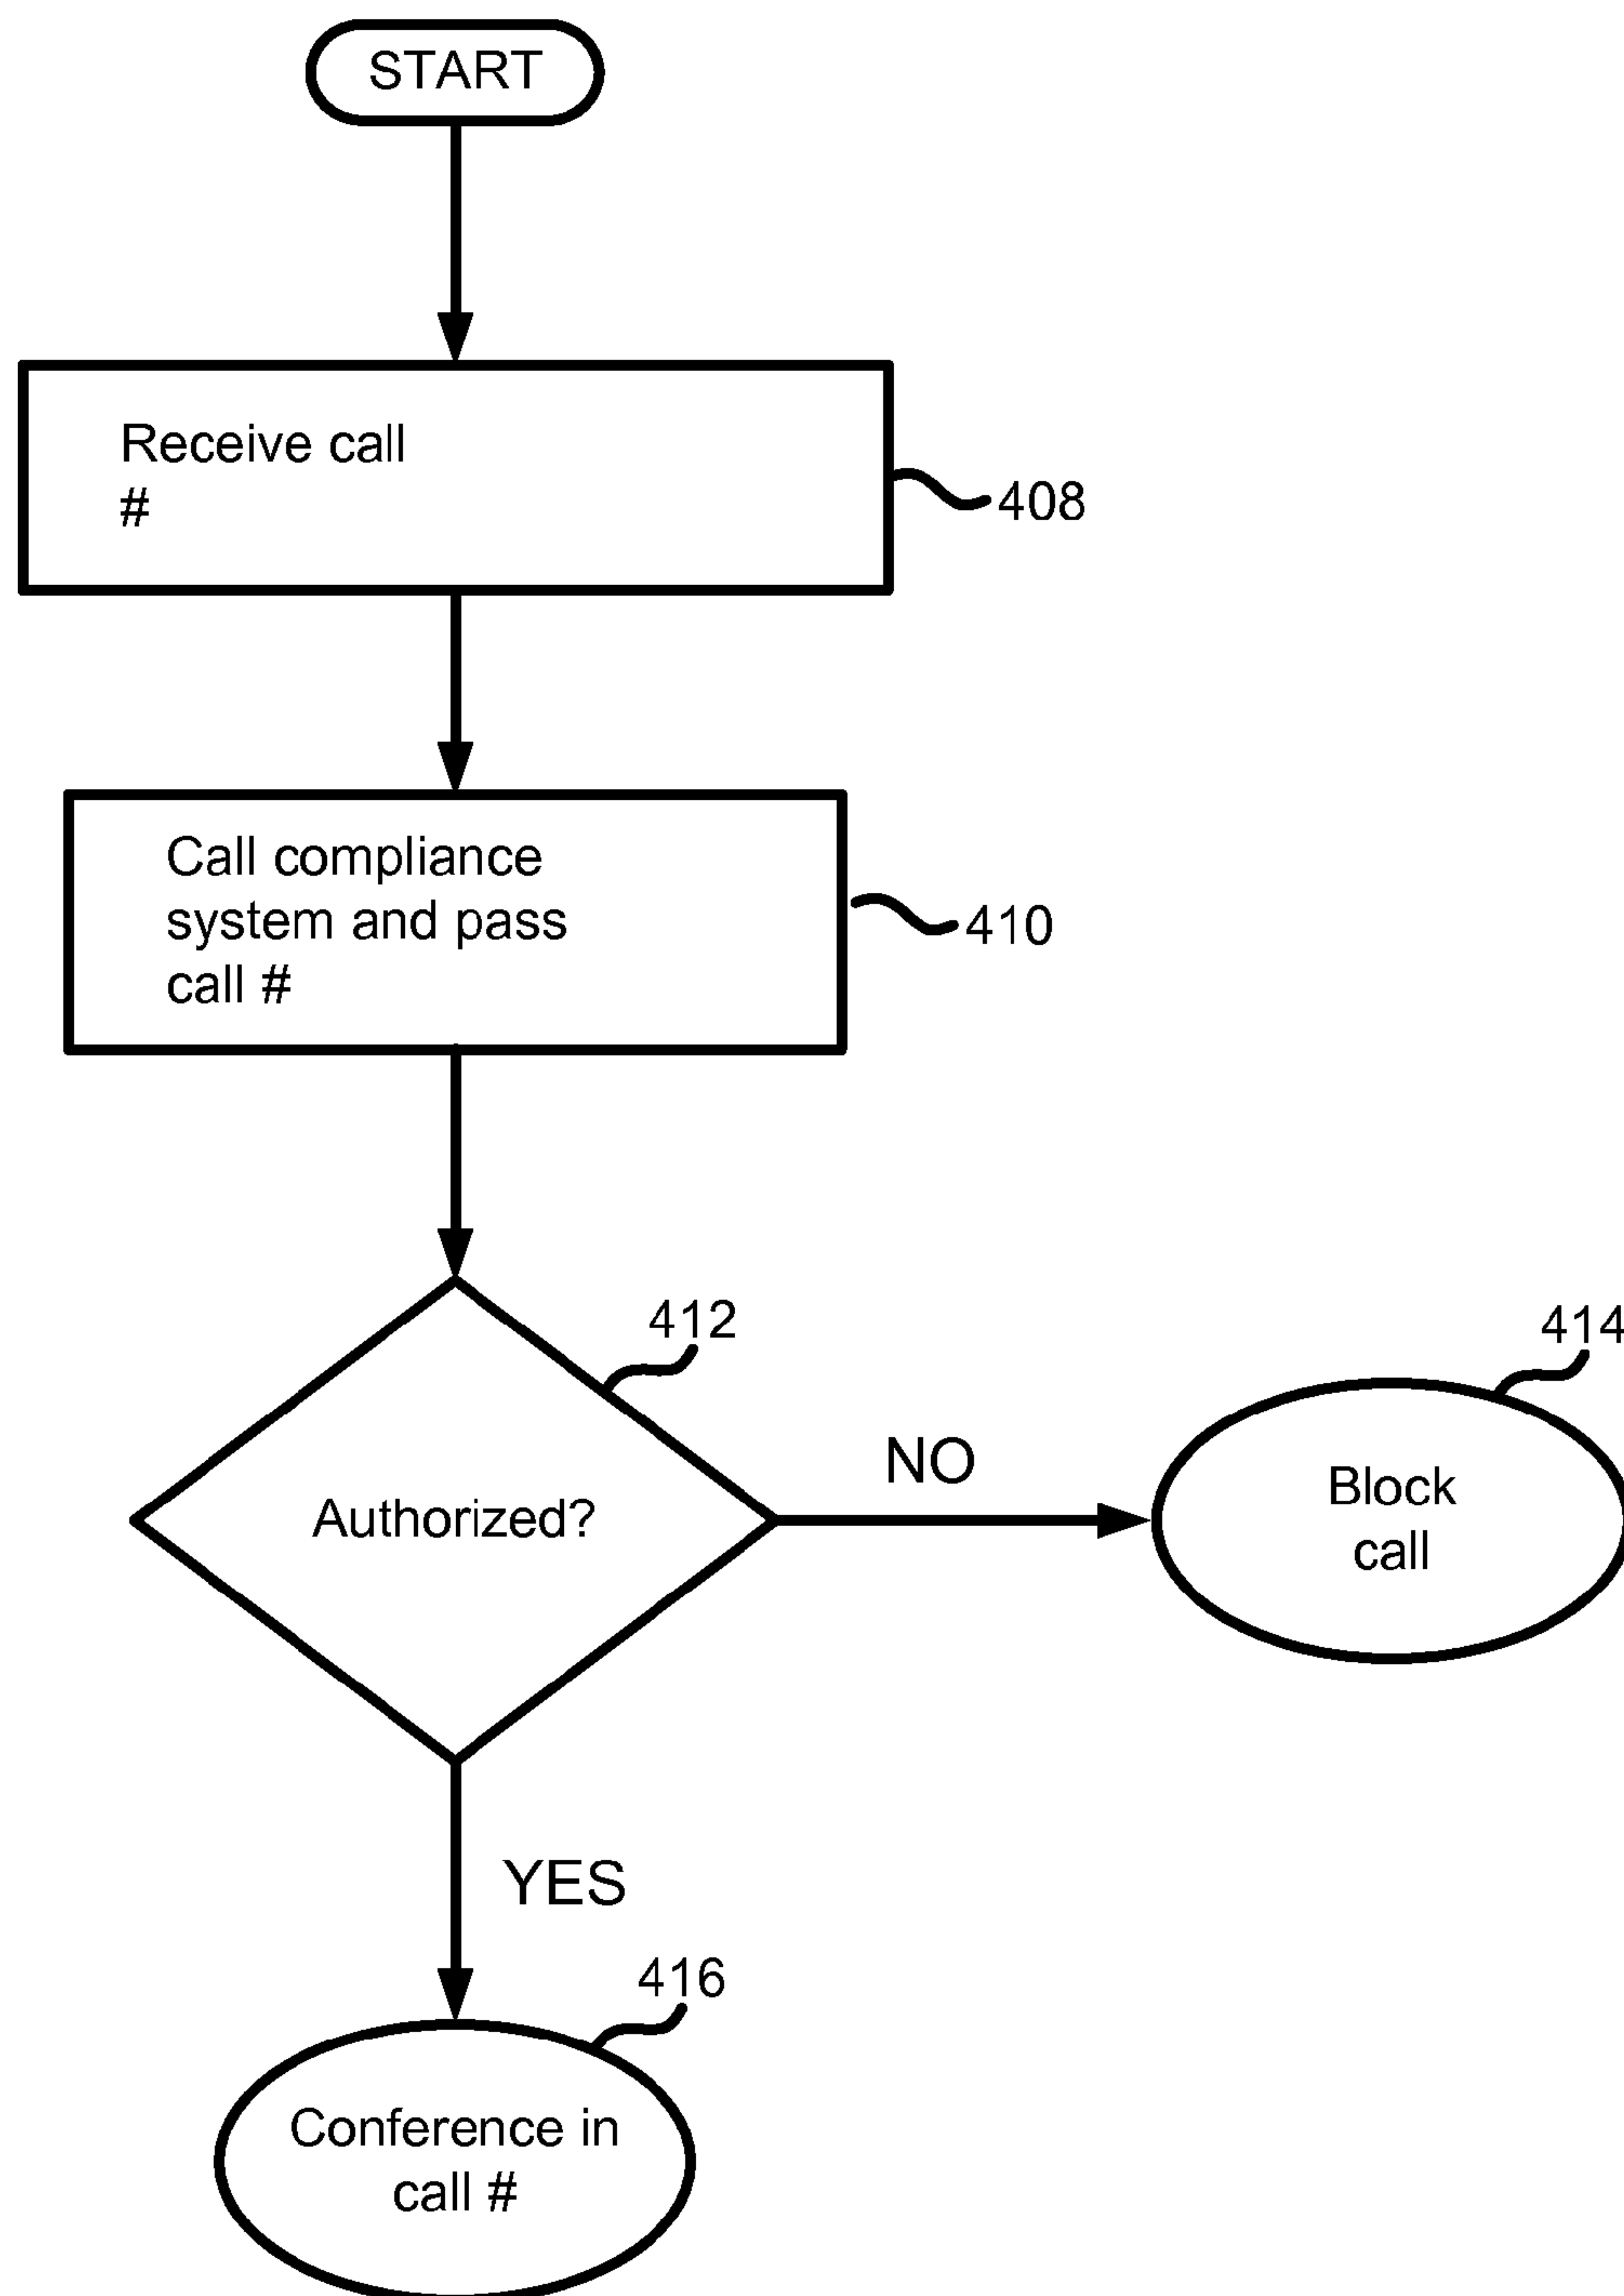 START
Receive call
#
408
Call compliance
system and pass
call #
410
412
414
Authorized?
NO
Block
call
YES
416
Conference in
call #